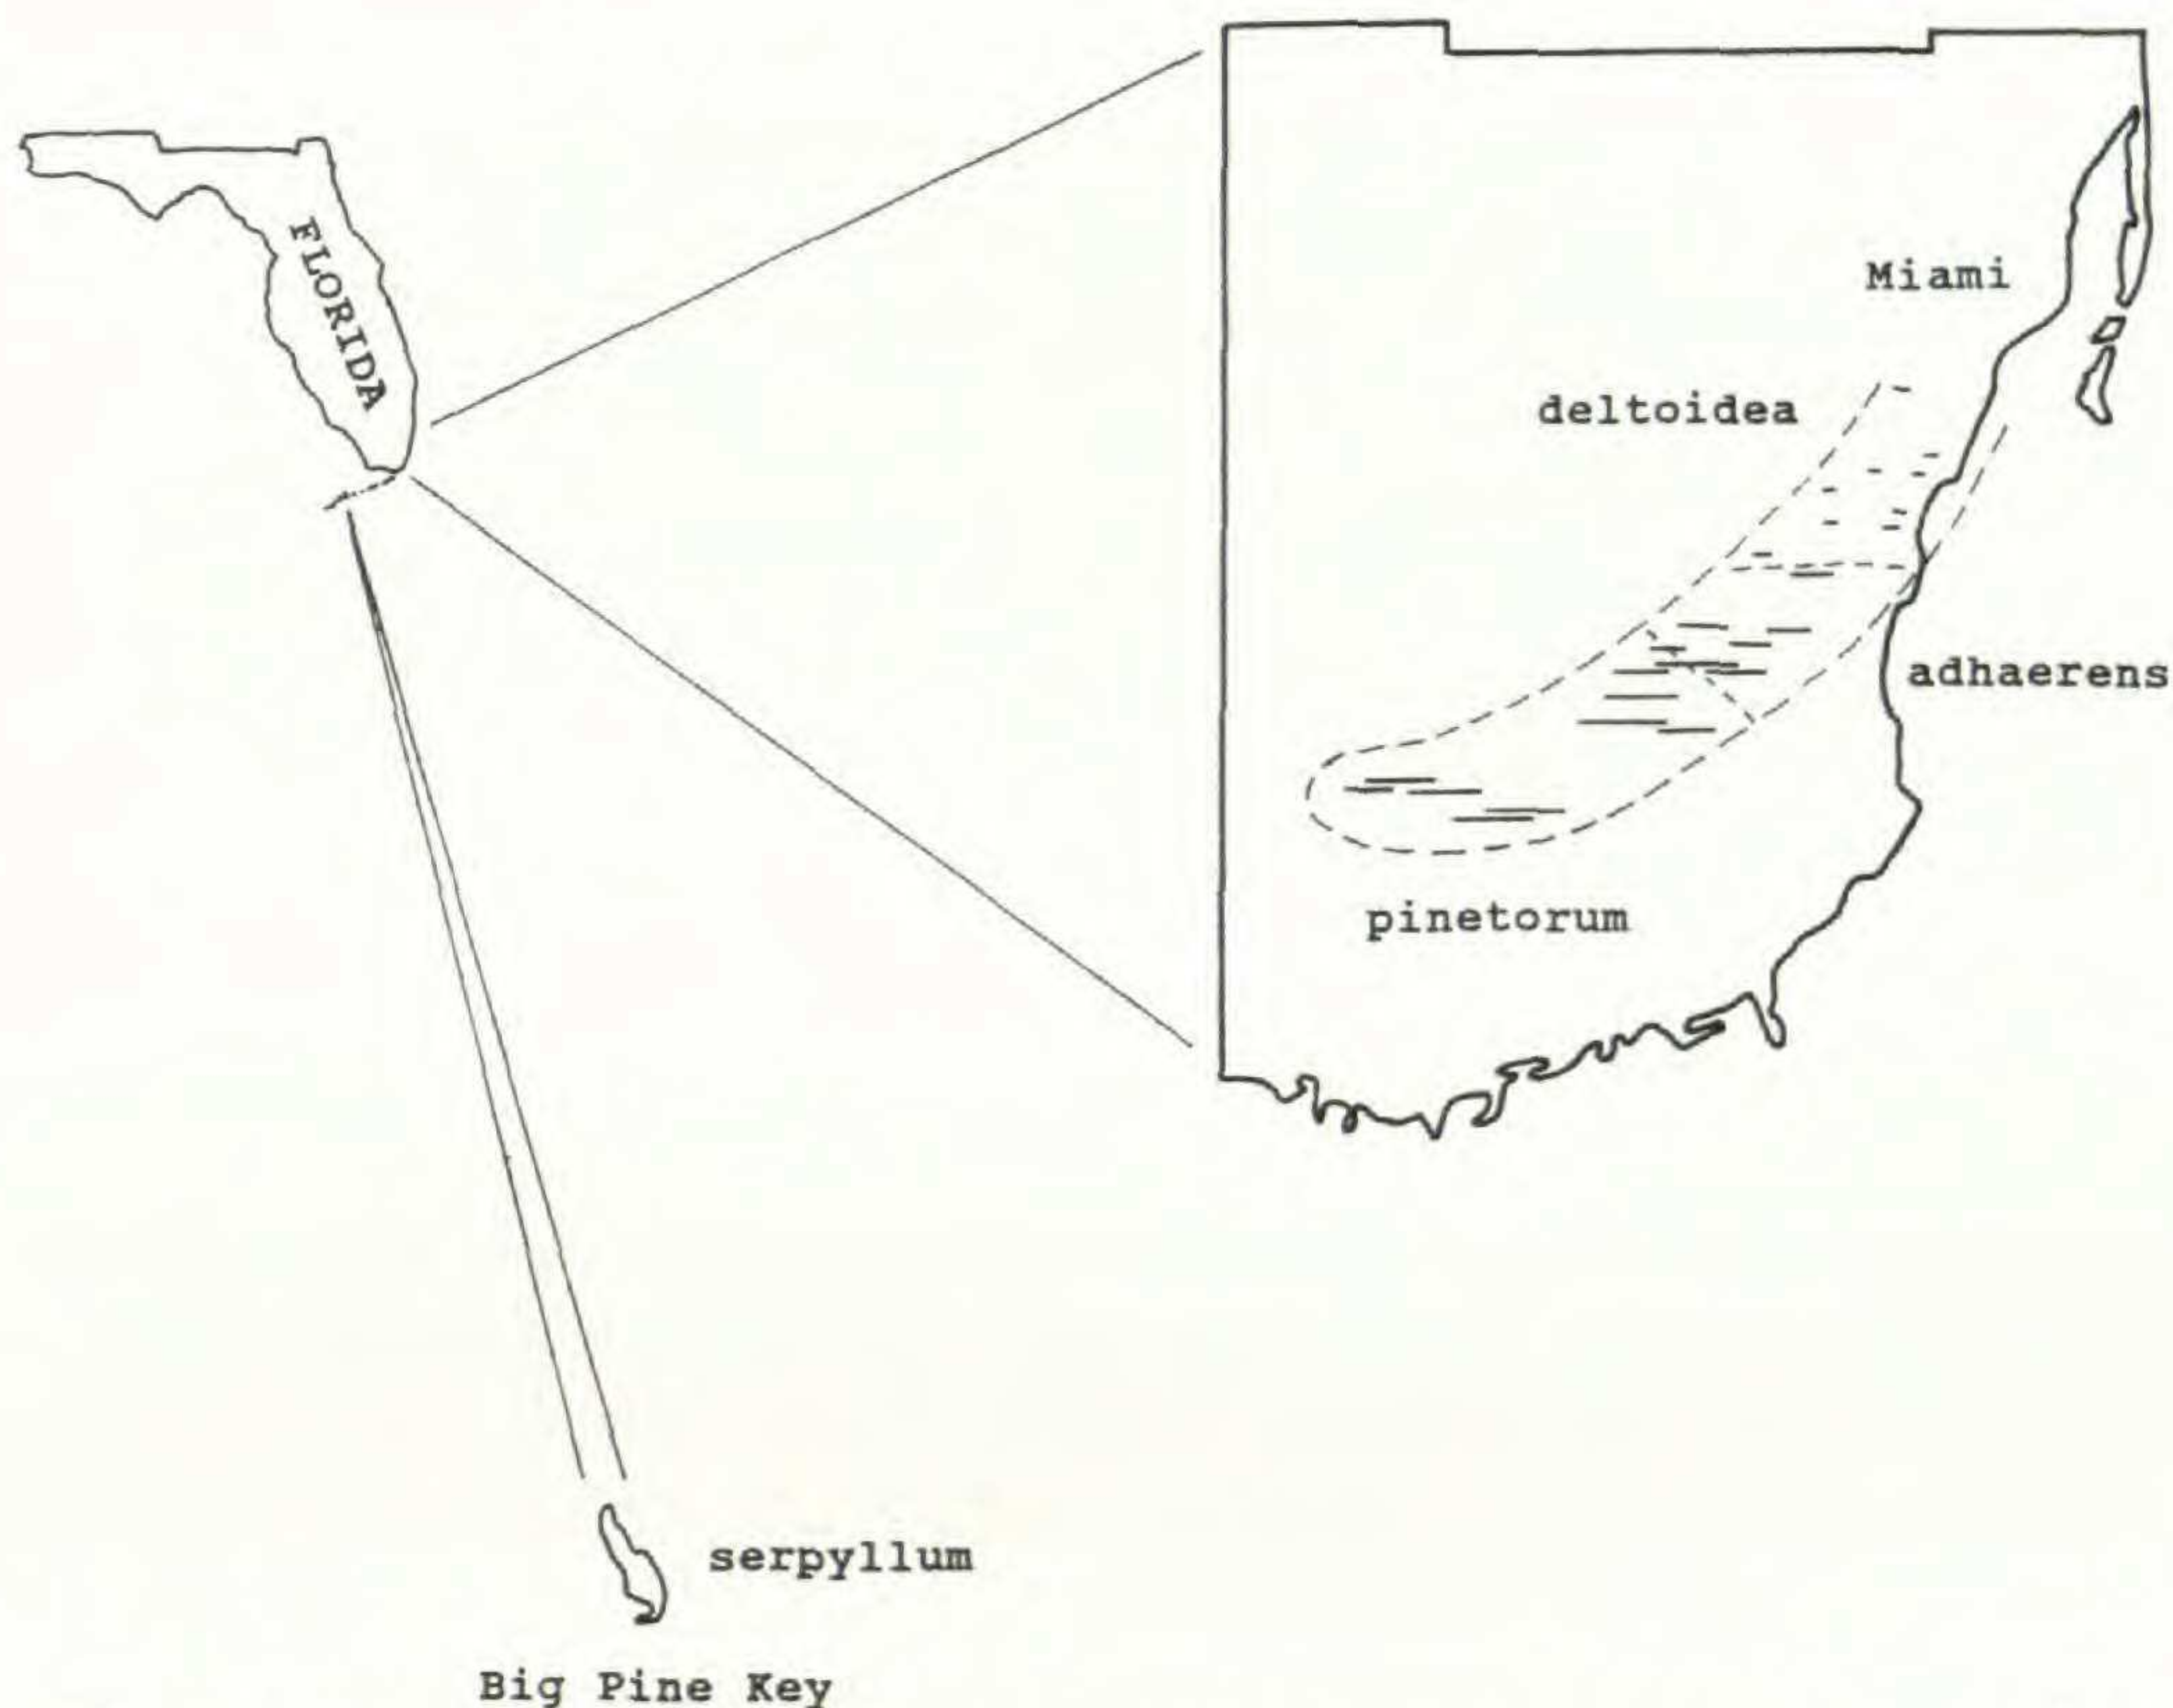 FLORIDA
Miami
deltoidea
adhaerens
pinetorum
serpyllum
Big Pine Key